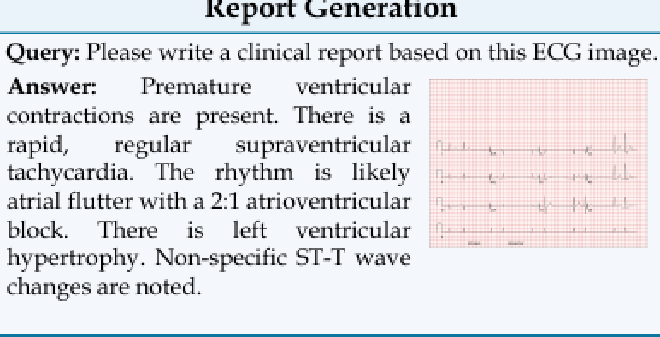 Report Generation
Query: Please write a clinical report based on this ECG image.
Answer: Premature ventricular
contractions are present. There is a
rapid, regular supraventricular
tachycardia. The rhythm is likely
atrial flutter with a 2:1 atrioventricular
block. There is left ventricular
hypertrophy. Non-specific ST-T wave
changes are noted.